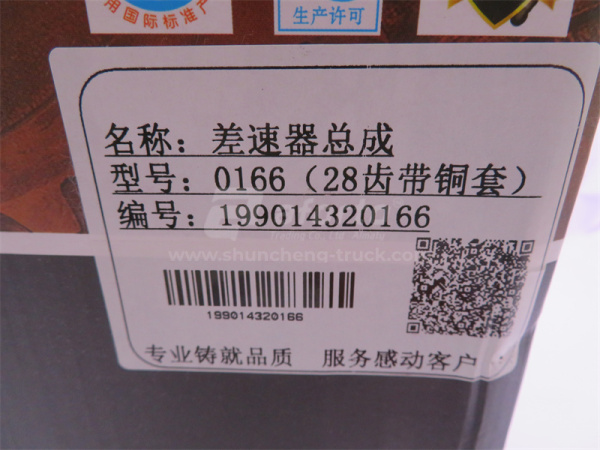 用国际标准产
生产许可
名称：差速器总成
型号：0166（28齿带铜套）
编号：199014320166
www.shuncheng-truck.com
199014320166
专业铸就品质 服务感动客户